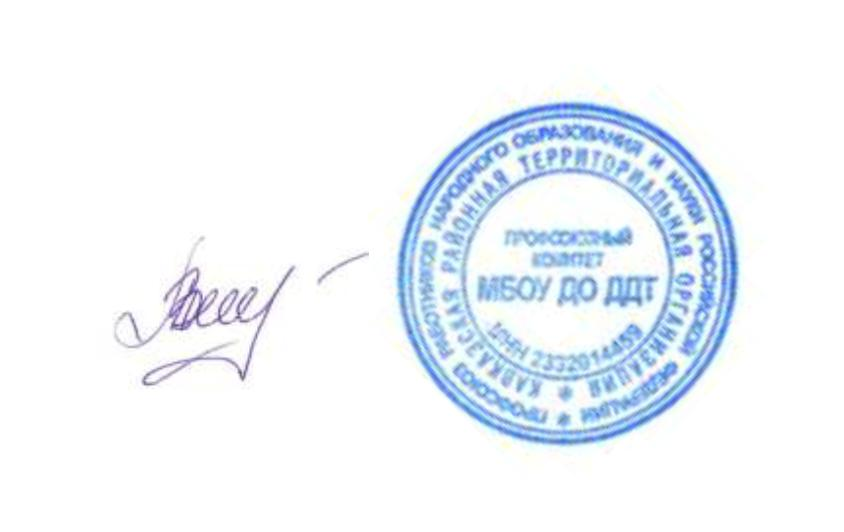 ПРОФСОЮЗ РАБОТНИКОВ НАРОДНОГО ОБРАЗОВАНИЯ И НАУКИ РОССИЙСКОЙ ФЕДЕРАЦИИ
КАВКАЗСКАЯ РАЙОННАЯ ТЕРРИТОРИАЛЬНАЯ ОРГАНИЗАЦИЯ
ПРОФСОЮЗНЫЙ
КОМИТЕТ
МБОУ ДО ДДТ
ИНН 2332014459